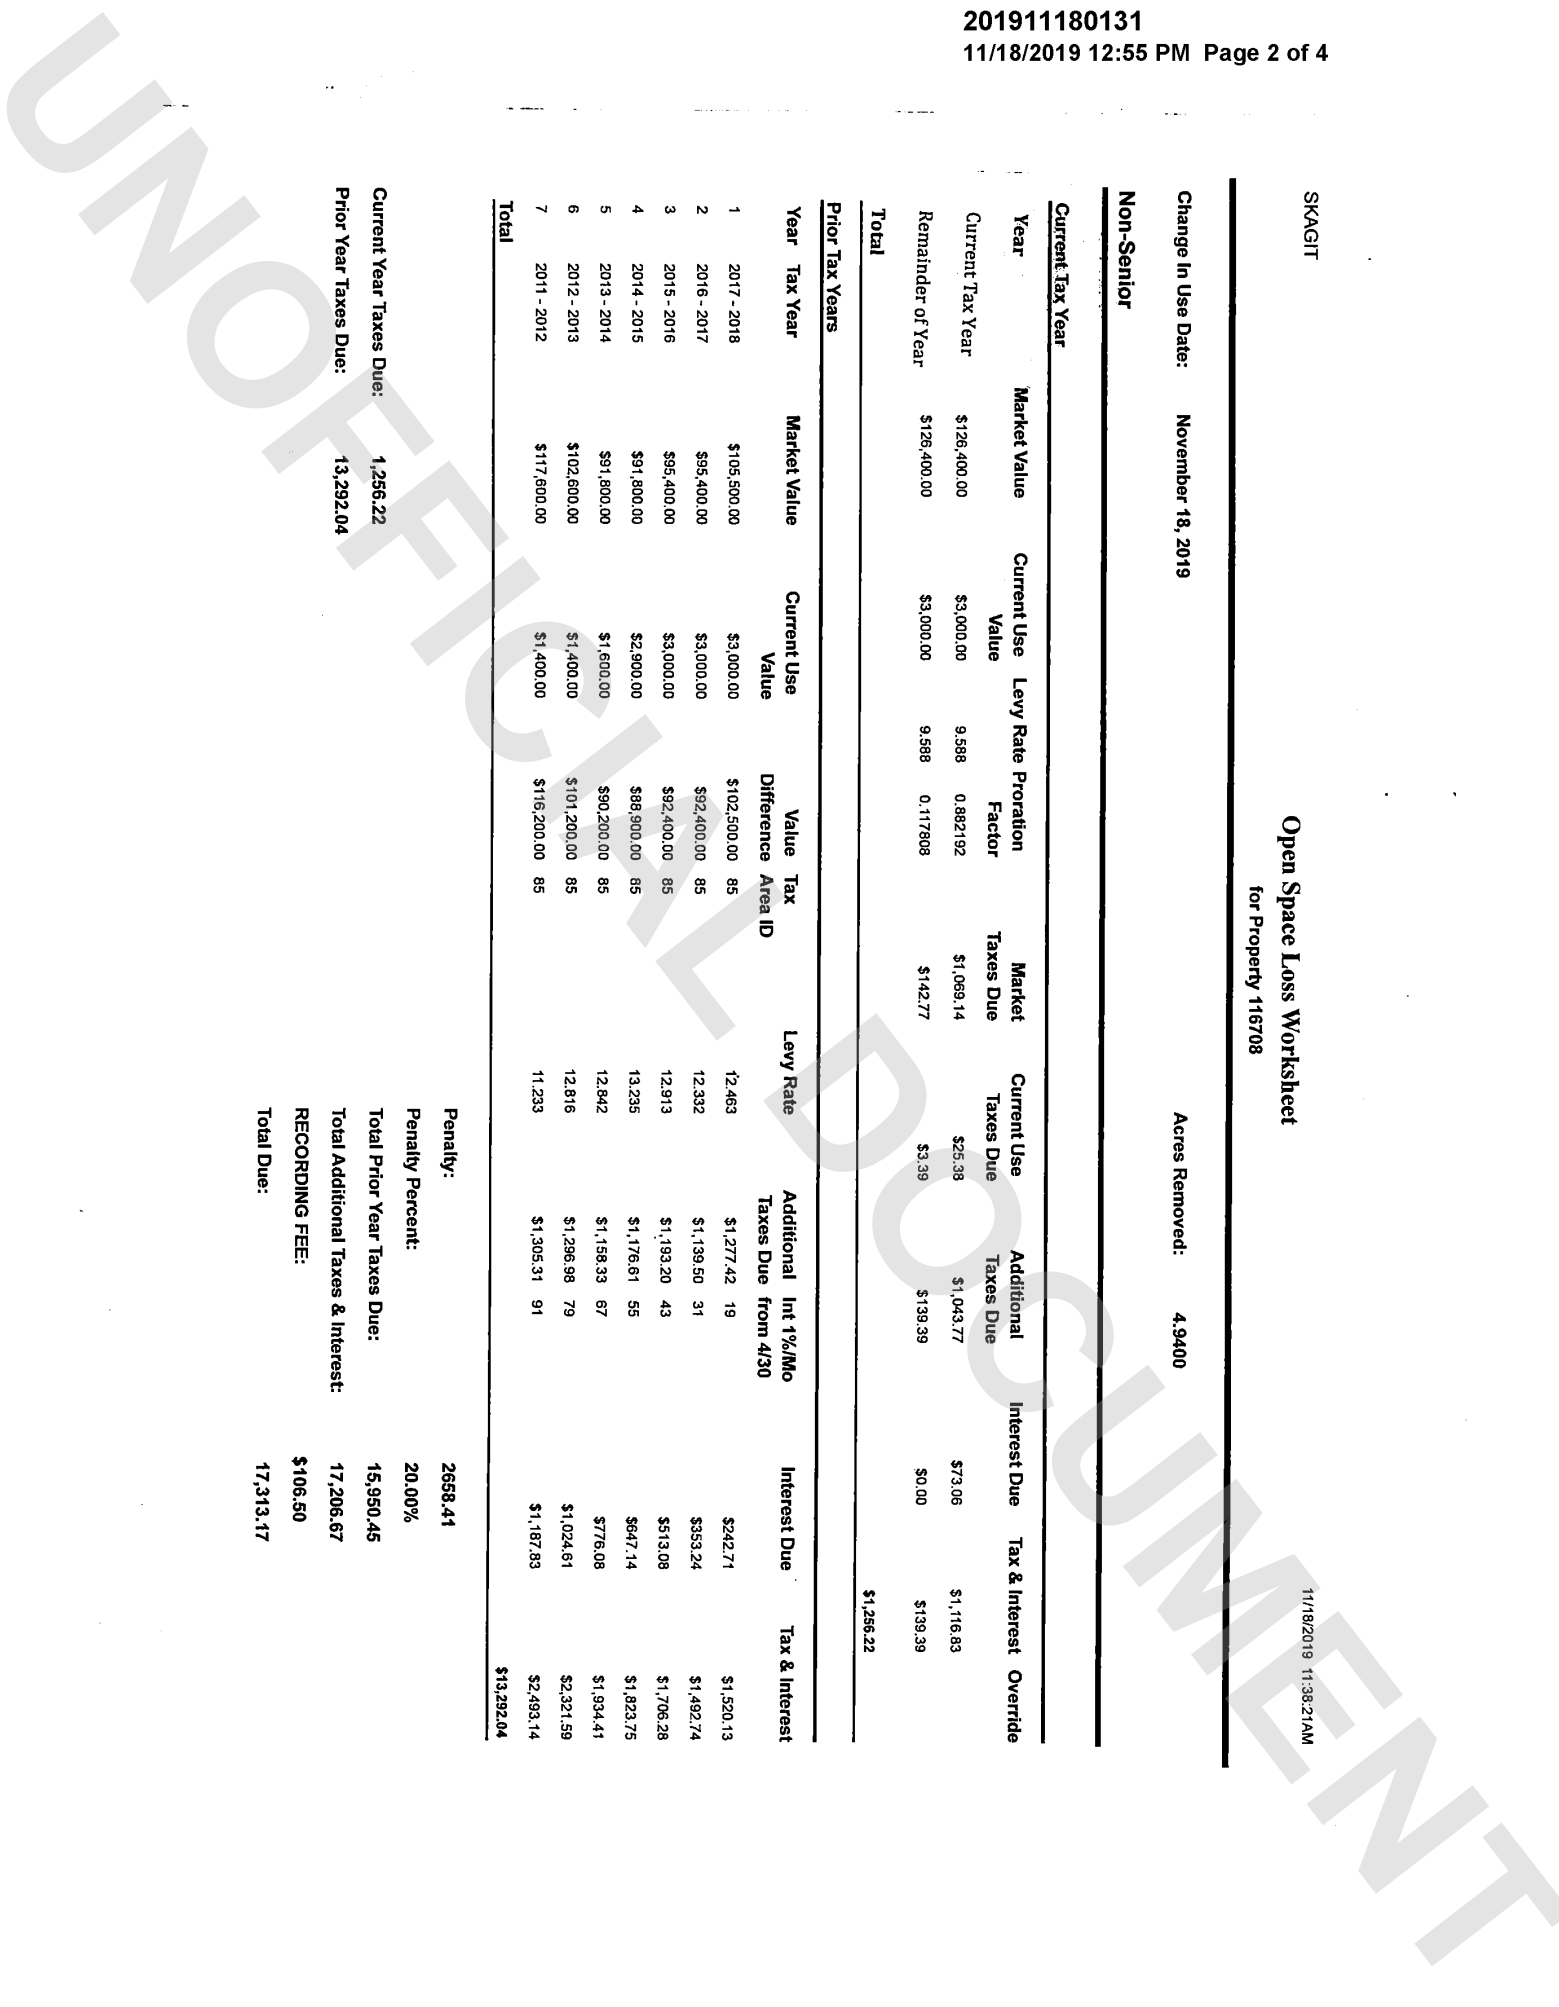 201911180131
11/18/2019 12:55 PM Page 2 of 4
SKAGIT
11/18/2019 11:38:21AM
Open Space Loss Worksheet
for Property 116708
Change In Use Date: November 18, 2019 Acres Removed: 4.9400
Non-Senior
Current Tax Year
Year Market Value Current Use Levy Rate Proration Market Current Use Additional Interest Due Tax & Interest Override
Value Factor Taxes Due Taxes Due Taxes Due
Current Tax Year $126,400.00 $3,000.00 9.588 0.882192 $1,069.14 $25.38 $1,043.77 $73.06 $1,116.83
Remainder of Year $126,400.00 $3,000.00 9.588 0.117808 $142.77 $3.39 $139.39 $0.00 $139.39
Total $1,256.22
Prior Tax Years
Year Tax Year Market Value Current Use Value Tax Levy Rate Additional Int 1%/Mo Interest Due Tax & Interest
Value Difference Area ID Taxes Due from 4/30
1 2017 - 2018 $105,500.00 $3,000.00 $102,500.00 85 12.463 $1,277.42 19 $242.71 $1,520.13
2 2016 - 2017 $95,400.00 $3,000.00 $92,400.00 85 12.332 $1,139.50 31 $353.24 $1,492.74
3 2015 - 2016 $95,400.00 $3,000.00 $92,400.00 85 12.913 $1,193.20 43 $513.08 $1,706.28
4 2014 - 2015 $91,800.00 $2,900.00 $88,900.00 85 13.235 $1,176.61 55 $647.14 $1,823.75
5 2013 - 2014 $91,800.00 $1,600.00 $90,200.00 85 12.842 $1,158.33 67 $776.08 $1,934.41
6 2012 - 2013 $102,600.00 $1,400.00 $101,200.00 85 12.816 $1,296.98 79 $1,024.61 $2,321.59
7 2011 - 2012 $117,600.00 $1,400.00 $116,200.00 85 11.233 $1,305.31 91 $1,187.83 $2,493.14
Total $13,292.04
Penalty: 2658.41
Penalty Percent: 20.00%
Current Year Taxes Due: 1,256.22 Total Prior Year Taxes Due: 15,950.45
Prior Year Taxes Due: 13,292.04 Total Additional Taxes & Interest: 17,206.67
RECORDING FEE: $106.50
Total Due: 17,313.17
UNOFFICIAL DOCUMENT